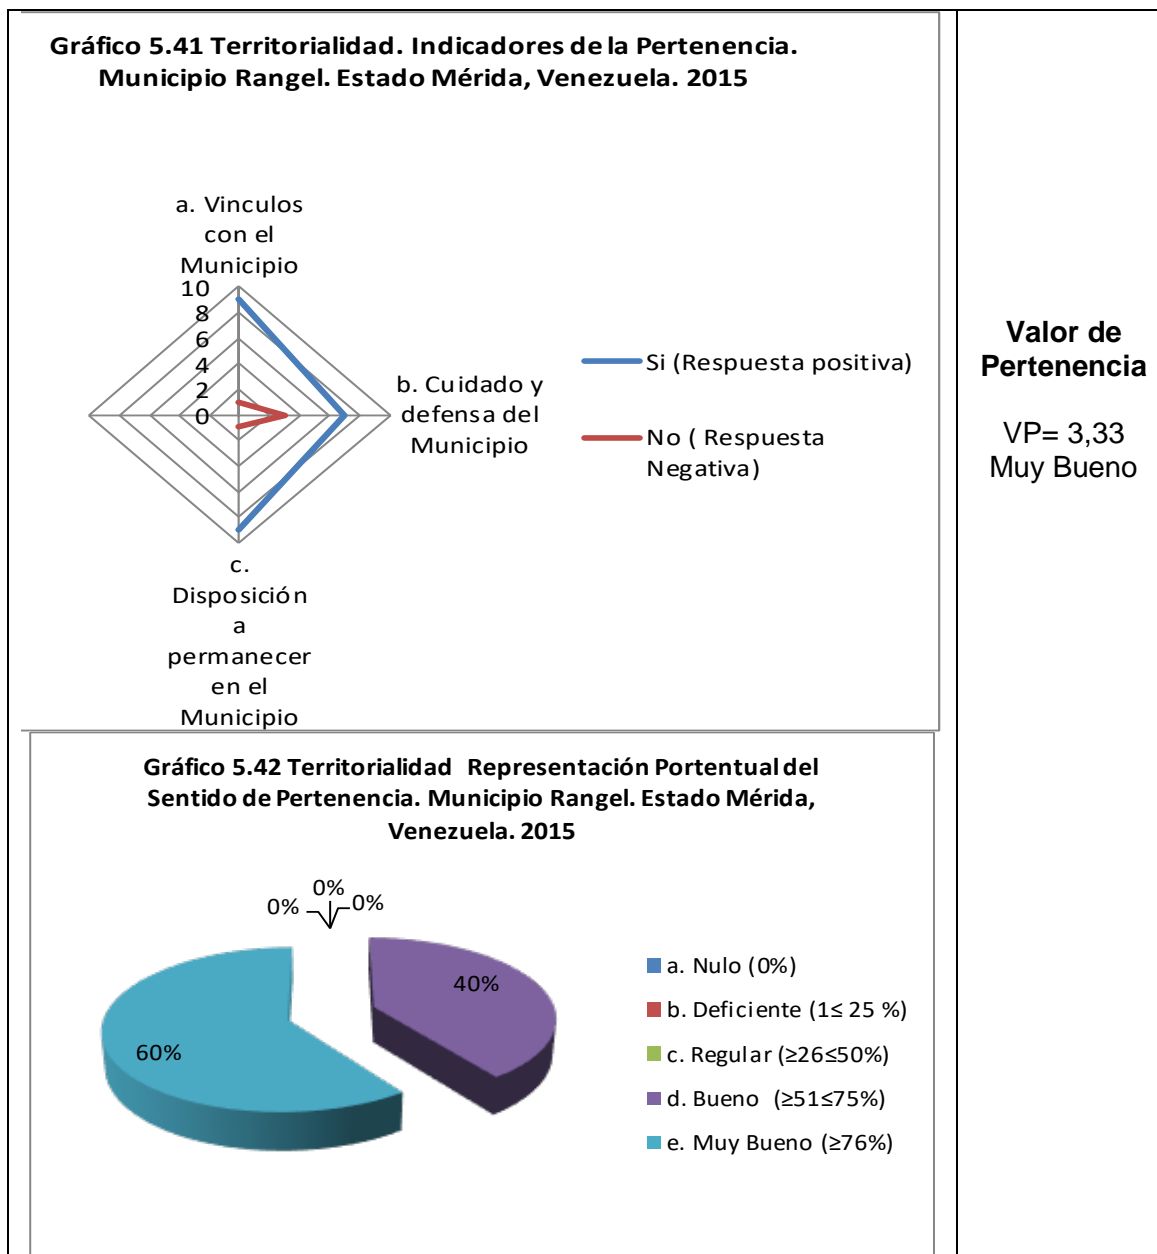 Gráfico 5.41 Territorialidad. Indicadores de la Pertenencia.
Municipio Rangel. Estado Mérida, Venezuela. 2015
a. Vinculos
con el
Municipio
10
8
6
4
2
0
b. Cuidado y
defensa del
Municipio
c.
Disposición
a
permanecer
en el
Municipio
Si (Respuesta positiva)
No ( Respuesta
Negativa)
Valor de
Pertenencia
VP= 3,33
Muy Bueno
Gráfico 5.42 Territorialidad Representación Portentual del
Sentido de Pertenencia. Municipio Rangel. Estado Mérida,
Venezuela. 2015
0%
0%
0%
40%
60%
a. Nulo (0%)
b. Deficiente (1≤ 25 %)
c. Regular (≥26≤50%)
d. Bueno (≥51≤75%)
e. Muy Bueno (≥76%)